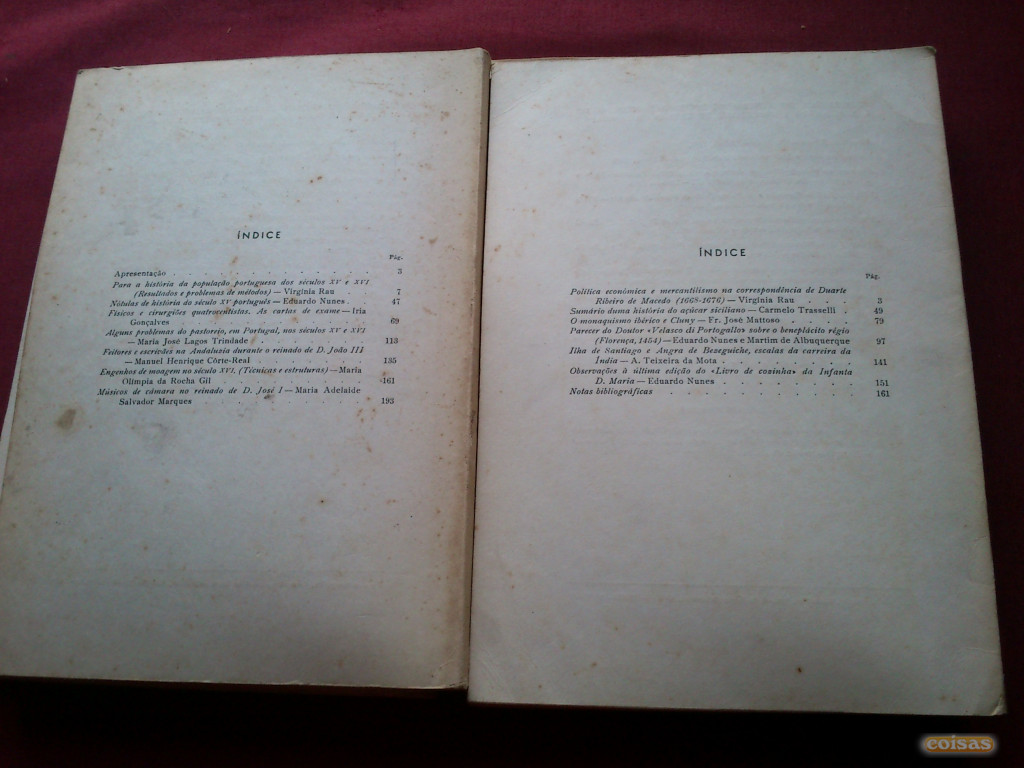 ÍNDICE
Pág.
Apresentação . . . . . . . . . . . . . 3
Para a história da população portuguesa dos séculos XV e XVI
(Resultados e problemas de métodos) — Virgínia Rau . . 7
Nótulas de história do século XV português — Eduardo Nunes . 47
Físicos e cirurgiões quatrocentistas. As cartas de exame — Iria
Gonçalves . . . . . . . . . . . . 69
Alguns problemas do pastoreio, em Portugal, nos séculos XV e XVI
— Maria José Lagos Trindade . . . . . . . 113
Feitores e escrivães na Andaluzia durante o reinado de D. João III
— Manuel Henrique Côrte-Real . . . . . . . 135
Engenhos de moagem no século XVI. (Técnicas e estruturas) — Maria
Olímpia da Rocha Gil . . . . . . . . . 161
Músicos de câmara no reinado de D. José I — Maria Adelaide
Salvador Marques . . . . . . . . . . 193
ÍNDICE
Pág.
Política económica e mercantilismo na correspondência de Duarte
Ribeiro de Macedo (1668-1676) — Virgínia Rau . . . 3
Sumário duma história do açúcar siciliano — Carmelo Trasselli . 49
O monaquismo ibérico e Cluny — Fr. José Mattoso . . . . 79
Parecer do Doutor «Velasco di Portogallo» sobre o beneplácito régio
(Florença, 1454) — Eduardo Nunes e Martim de Albuquerque 97
Ilha de Santiago e Angra de Bezeguiche, escalas da carreira da
Índia — A. Teixeira da Mota . . . . . . . . 141
Observações à última edição do «Livro de cozinha» da Infanta
D. Maria — Eduardo Nunes . . . . . . . . 151
Notas bibliográficas . . . . . . . . . . . 161
coisas